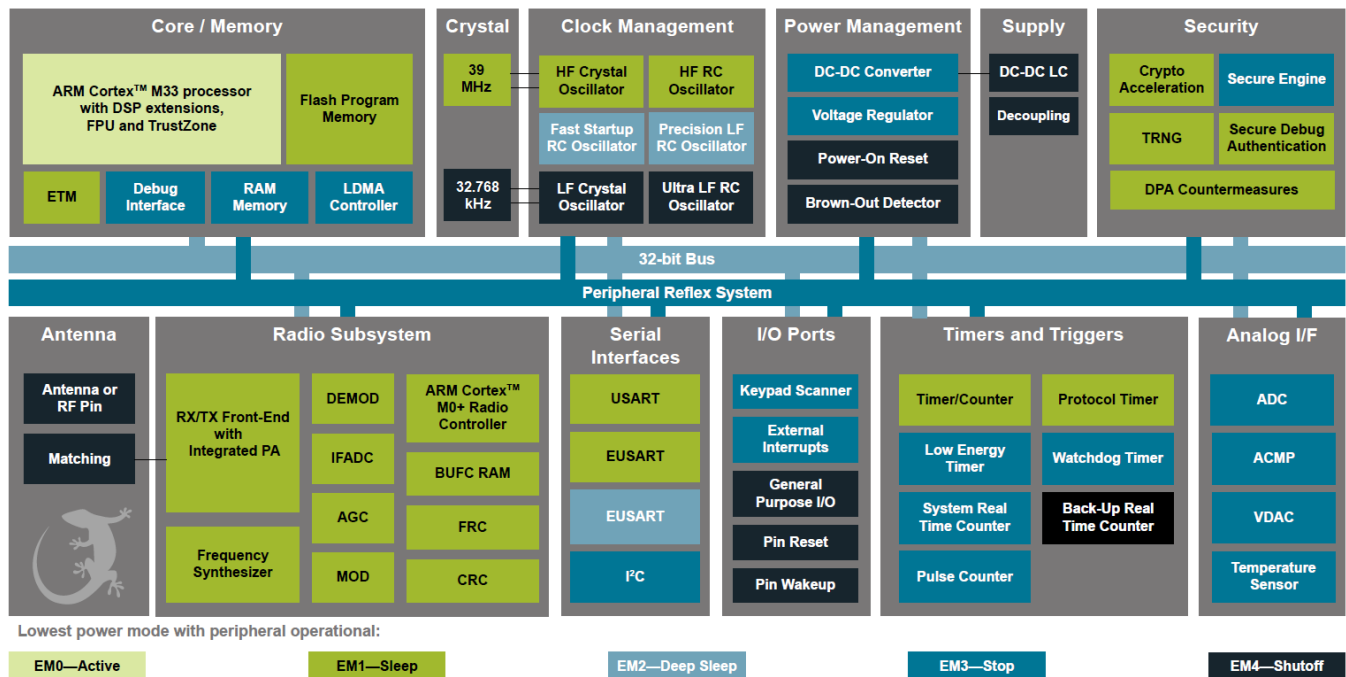 Core / Memory
ARM Cortex™ M33 processor
with DSP extensions,
FPU and TrustZone
Flash Program
Memory
ETM
Debug
Interface
RAM
Memory
LDMA
Controller
Crystal
39
MHz
32.768
kHz
Clock Management
HF Crystal
Oscillator
HF RC
Oscillator
Fast Startup
RC Oscillator
Precision LF
RC Oscillator
LF Crystal
Oscillator
Ultra LF RC
Oscillator
Power Management
DC-DC Converter
Voltage Regulator
Power-On Reset
Brown-Out Detector
Supply
DC-DC LC
Decoupling
Security
Crypto
Acceleration
Secure Engine
TRNG
Secure Debug
Authentication
DPA Countermeasures
32-bit Bus
Peripheral Reflex System
Antenna
Antenna or
RF Pin
Matching
Radio Subsystem
RX/TX Front-End
with
Integrated PA
Frequency
Synthesizer
DEMOD
IFADC
AGC
MOD
ARM Cortex™
M0+ Radio
Controller
BUFC RAM
FRC
CRC
Serial
Interfaces
USART
EUSART
EUSART
I²C
I/O Ports
Keypad Scanner
External
Interrupts
General
Purpose I/O
Pin Reset
Pin Wakeup
Timers and Triggers
Timer/Counter
Protocol Timer
Low Energy
Timer
Watchdog Timer
System Real
Time Counter
Back-Up Real
Time Counter
Pulse Counter
Analog I/F
ADC
ACMP
VDAC
Temperature
Sensor
Lowest power mode with peripheral operational:
EM0—Active
EM1—Sleep
EM2—Deep Sleep
EM3—Stop
EM4—Shutoff